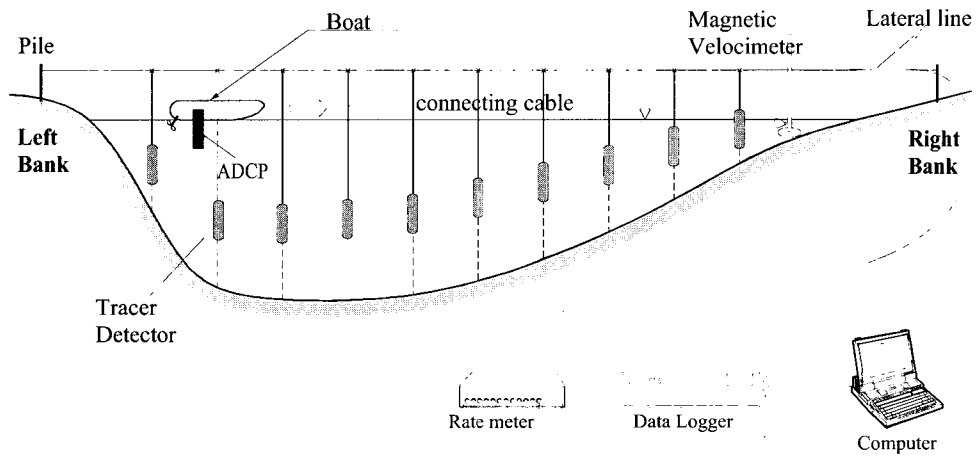 Boat
Magnetic
Velocimeter
Lateral line
Pile
connecting cable
Left
Bank
ADCP
Right
Bank
Tracer
Detector
Rate meter
Data Logger
Computer